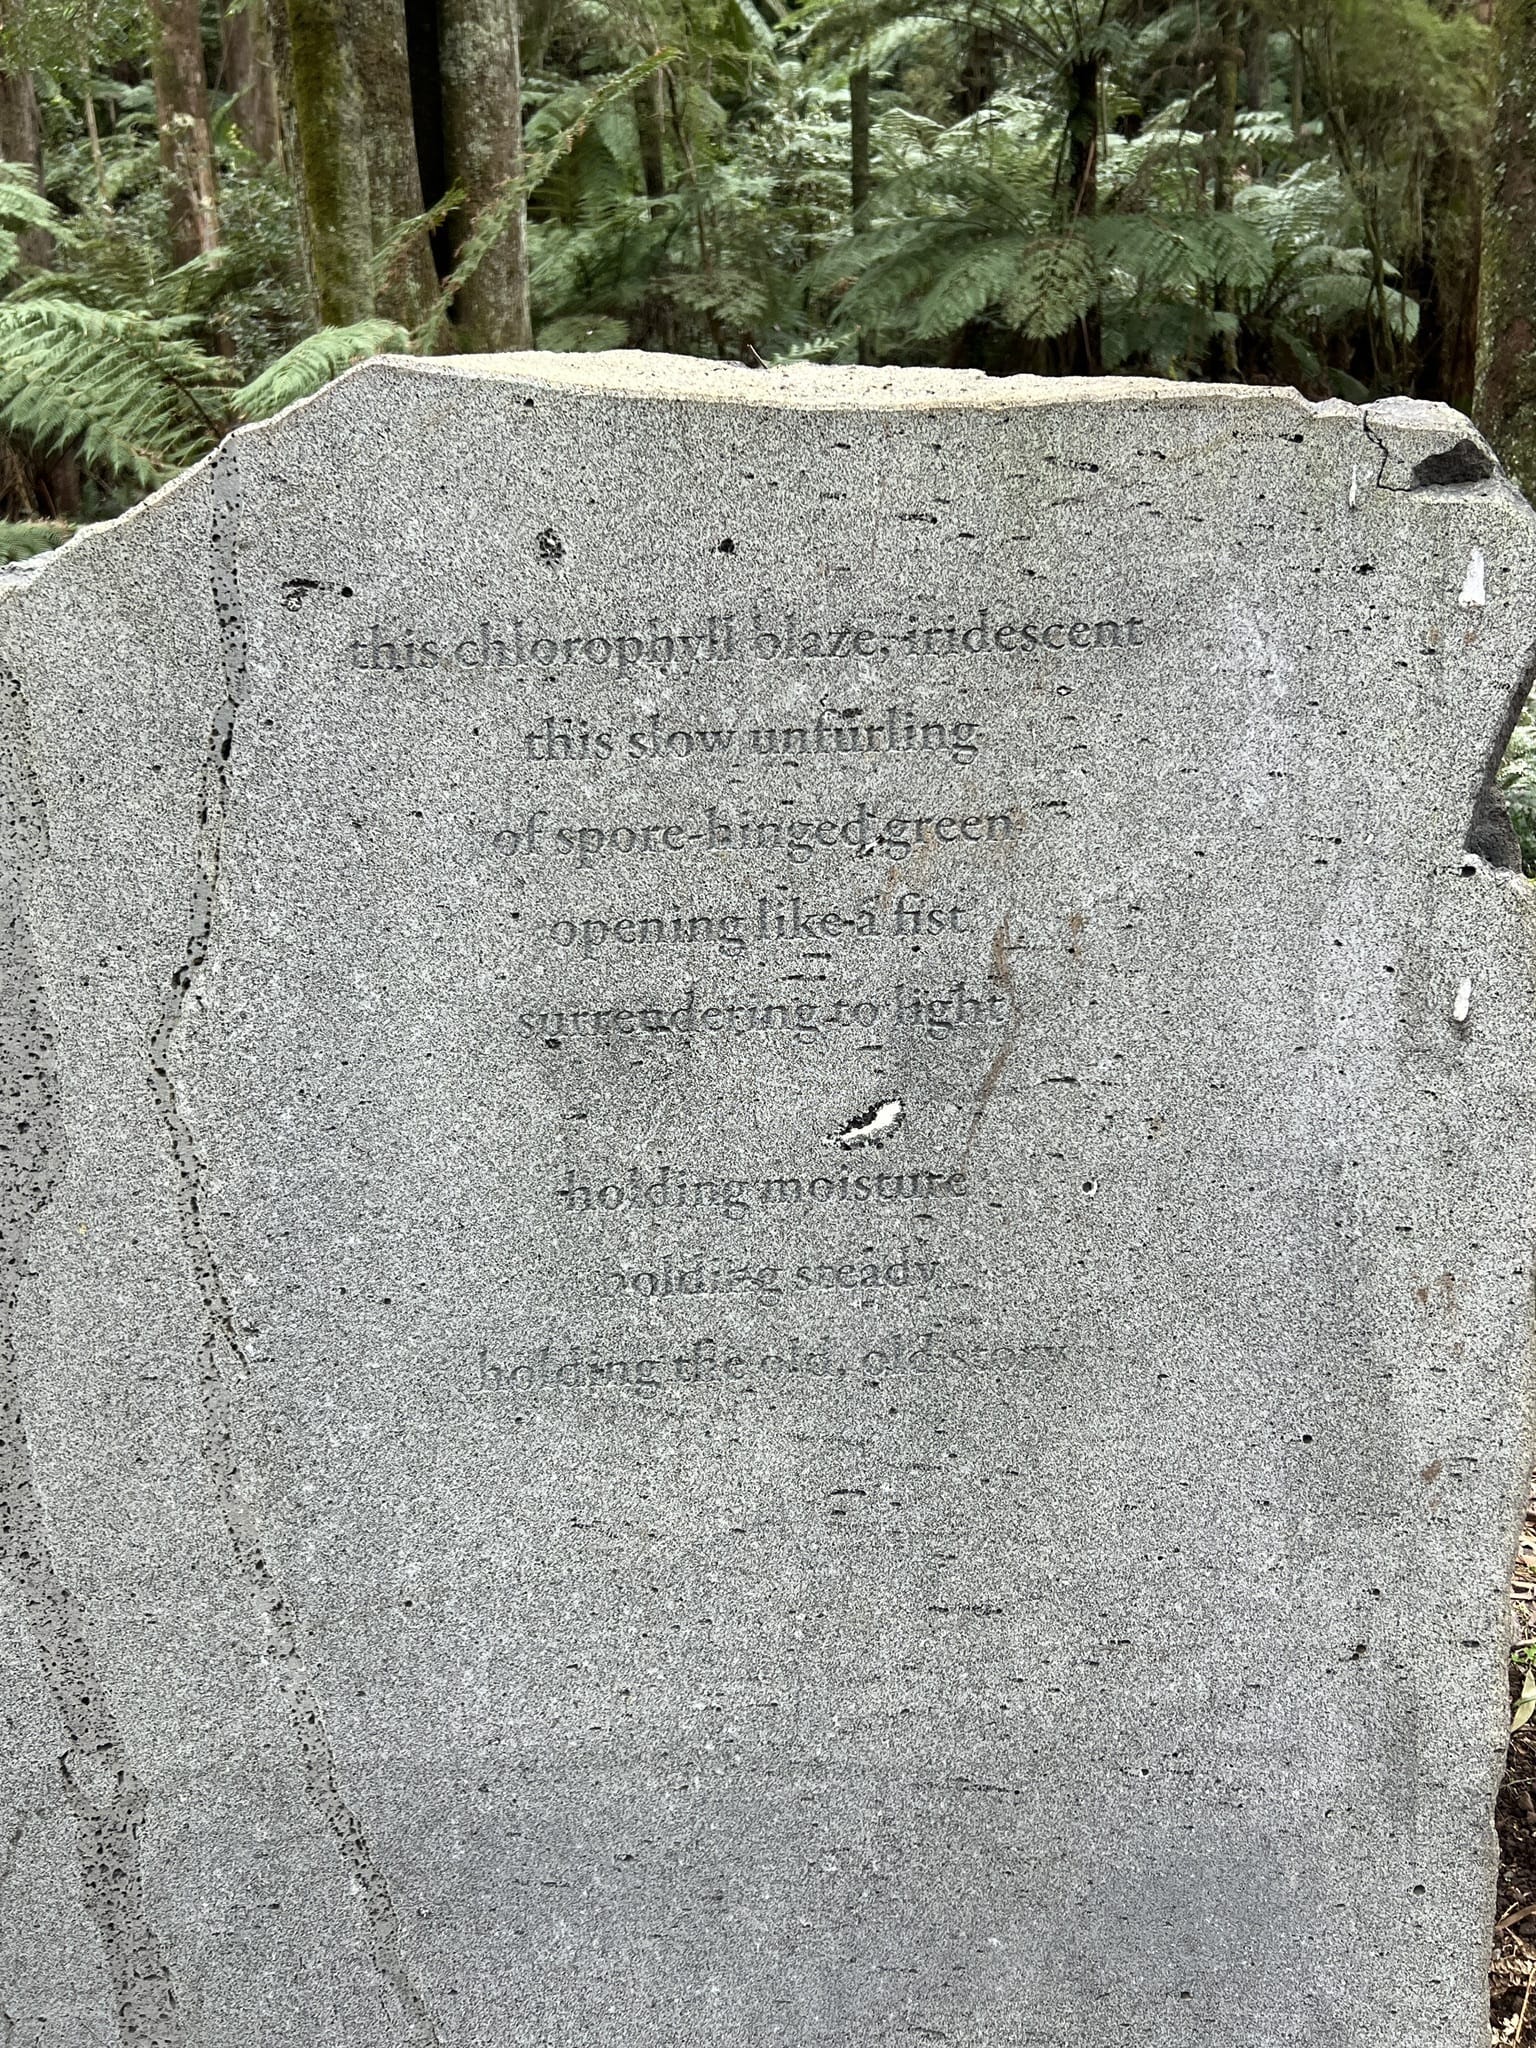 this chlorophyll blaze, iridescent
this slow unfurling
of spore-hinged green
opening like a fist
surrendering to light
holding moisture
holding steady
holding the old, old story